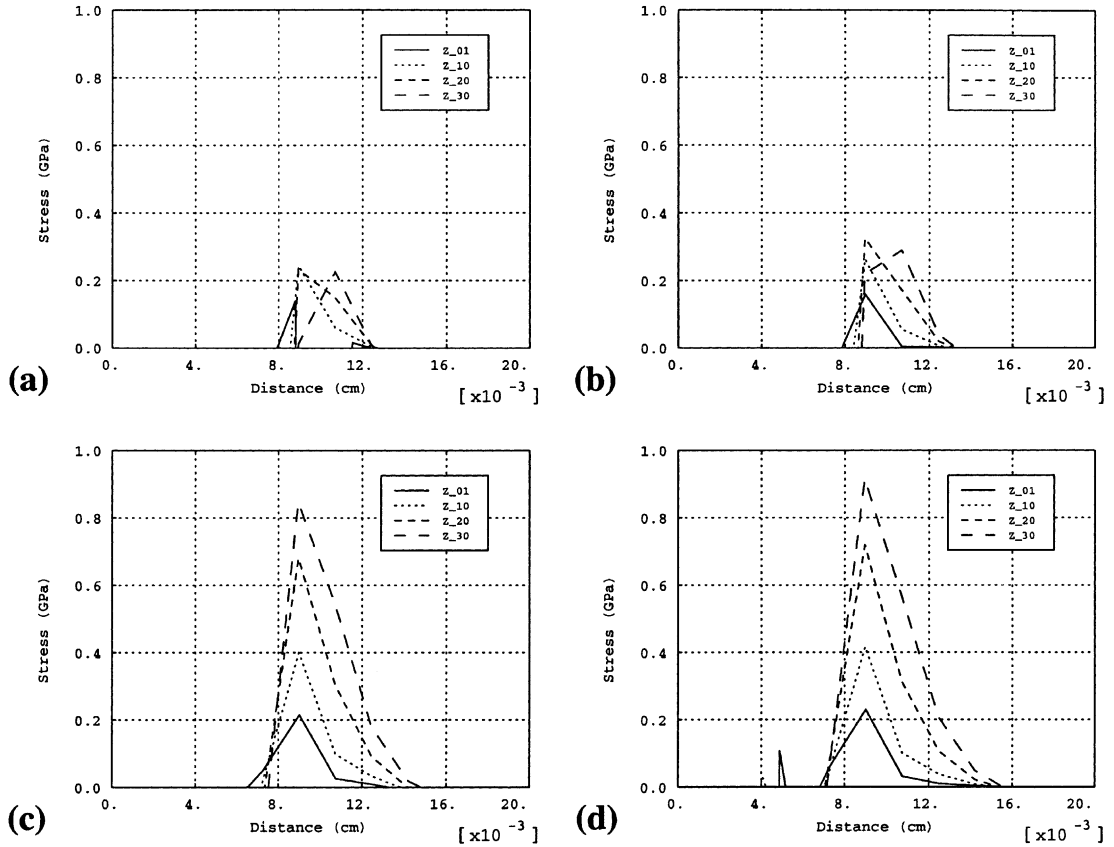 1.0
0.8
0.6
0.4
0.2
0.0
Stress (GPa)
Z_01
Z_10
Z_20
Z_30
0. 4. 8. 12. 16. 20.
Distance (cm)
[x10 -3]
(a)
1.0
0.8
0.6
0.4
0.2
0.0
Stress (GPa)
Z_01
Z_10
Z_20
Z_30
0. 4. 8. 12. 16. 20.
Distance (cm)
[x10 -3]
(b)
1.0
0.8
0.6
0.4
0.2
0.0
Stress (GPa)
Z_01
Z_10
Z_20
Z_30
0. 4. 8. 12. 16. 20.
Distance (cm)
[x10 -3]
(c)
1.0
0.8
0.6
0.4
0.2
0.0
Stress (GPa)
Z_01
Z_10
Z_20
Z_30
0. 4. 8. 12. 16. 20.
Distance (cm)
[x10 -3]
(d)